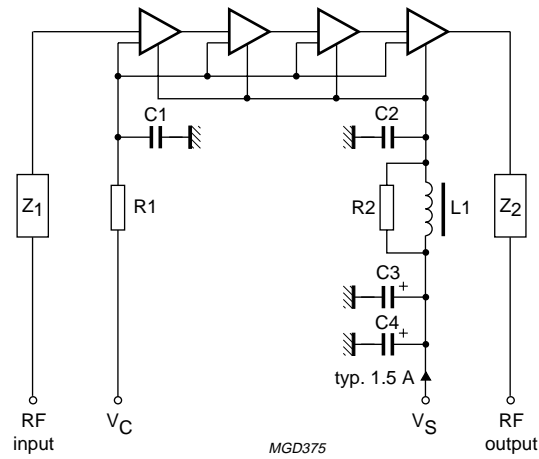 C1
C2
Z1
R1
R2
L1
Z2
C3
+
C4
+
typ. 1.5 A
RF
input
VC
VS
RF
output
MGD375